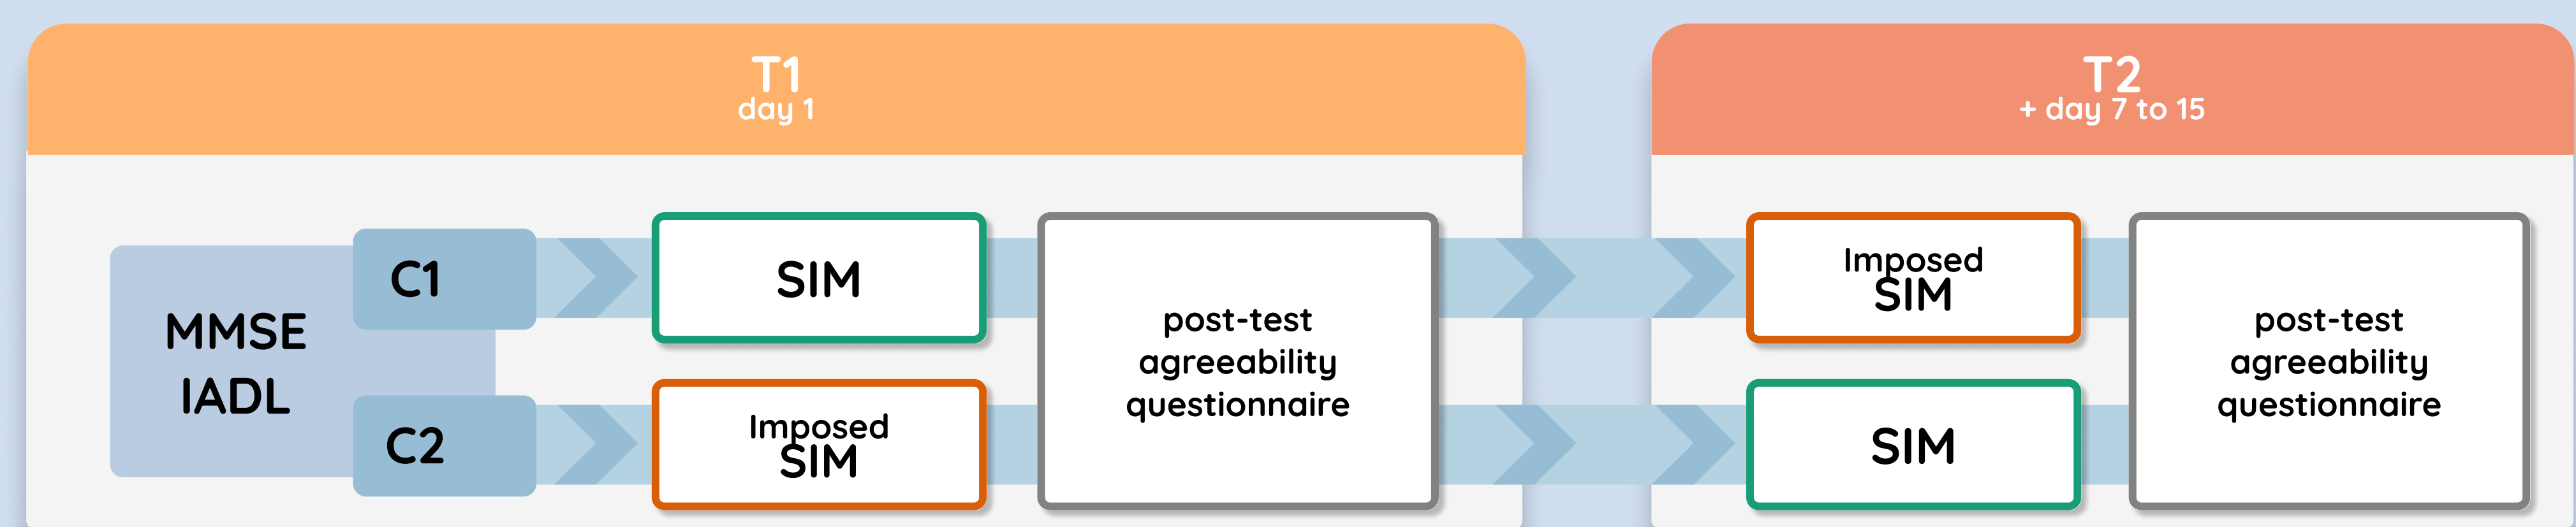 T1
day 1
T2
+ day 7 to 15
MMSE
IADL
C1
C2
SIM
Imposed
SIM
post-test
agreeability
questionnaire
Imposed
SIM
SIM
post-test
agreeability
questionnaire